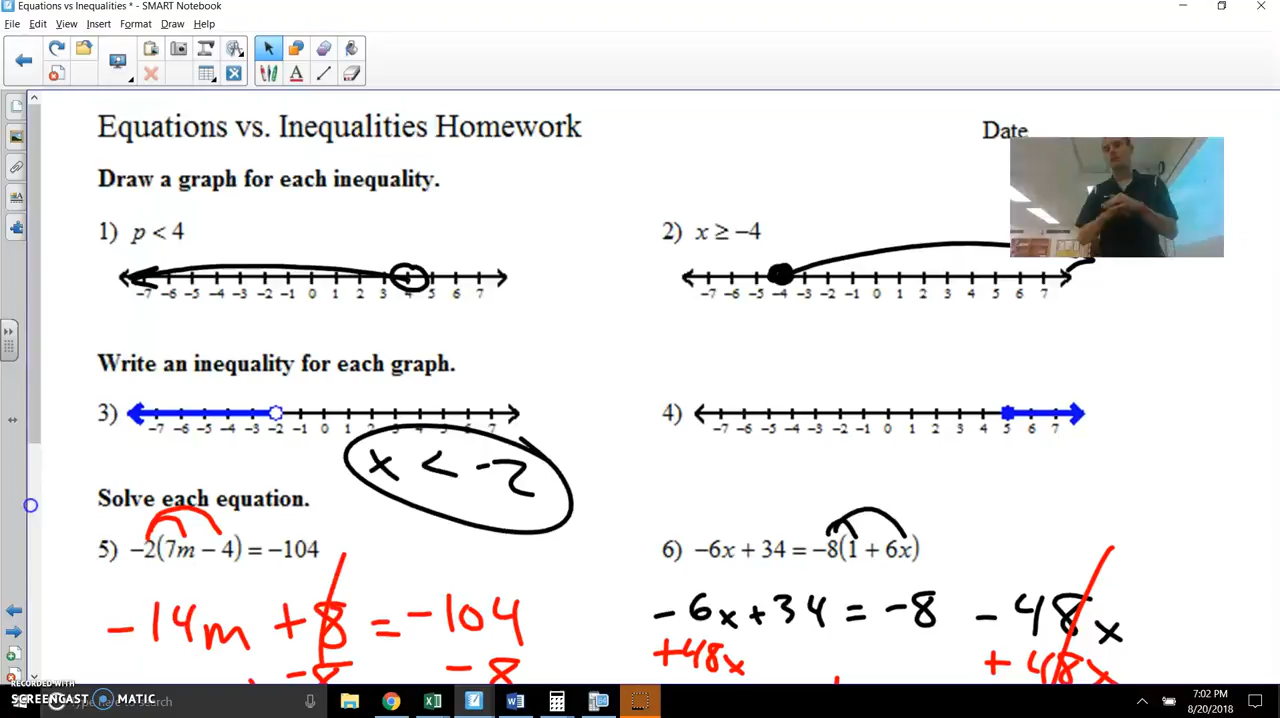 Equations vs Inequalities * - SMART Notebook
File Edit View Insert Format Draw Help
Equations vs. Inequalities Homework
Date
Draw a graph for each inequality.
1) p < 4
2) x ≥ −4
-7 -6 -5 -4 -3 -2 -1 0 1 2 3 4 5 6 7
-7 -6 -5 -4 -3 -2 -1 0 1 2 3 4 5 6 7
Write an inequality for each graph.
3)
-7 -6 -5 -4 -3 -2 -1 0 1 2 3 4 5 6 7
4)
-7 -6 -5 -4 -3 -2 -1 0 1 2 3 4 5 6 7
x < -2
Solve each equation.
5) −2(7m − 4) = −104
6) −6x + 34 = −8(1 + 6x)
-14m +8 = -104
-6x+34 = -8 -48x
-8 -8
+48x +48x
RECORDED WITH
SCREENCAST MATIC
Type here to search
7:02 PM
8/20/2018